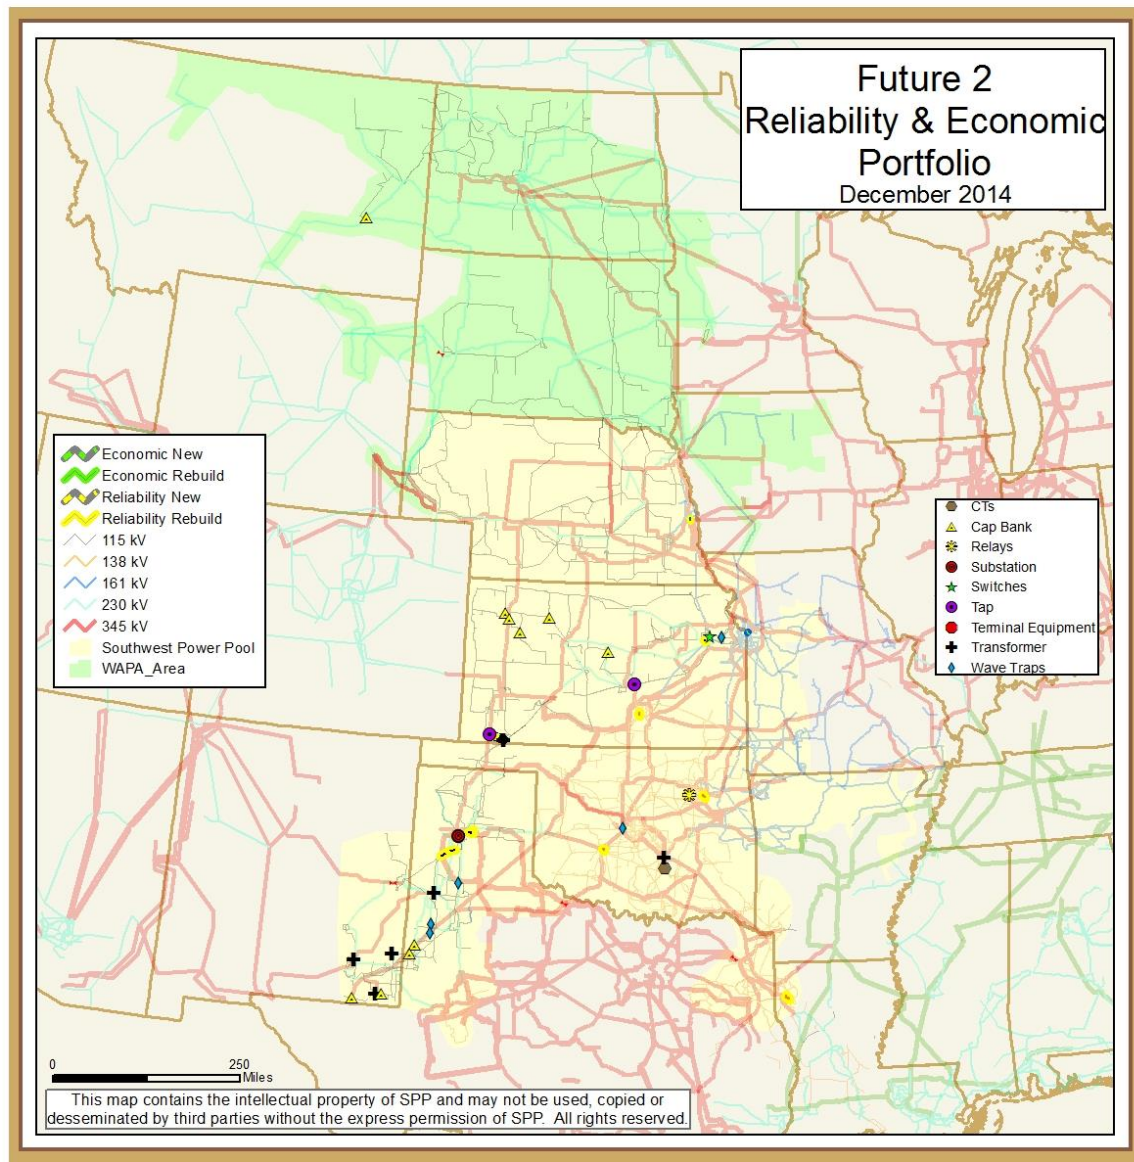 Future 2
Reliability & Economic
Portfolio
December 2014
Economic New
Economic Rebuild
Reliability New
Reliability Rebuild
115 kV
138 kV
161 kV
230 kV
345 kV
Southwest Power Pool
WAPA_Area
CTs
Cap Bank
Relays
Substation
Switches
Tap
Terminal Equipment
Transformer
Wave Traps
0 250
Miles
This map contains the intellectual property of SPP and may not be used, copied or
desseminated by third parties without the express permission of SPP. All rights reserved.